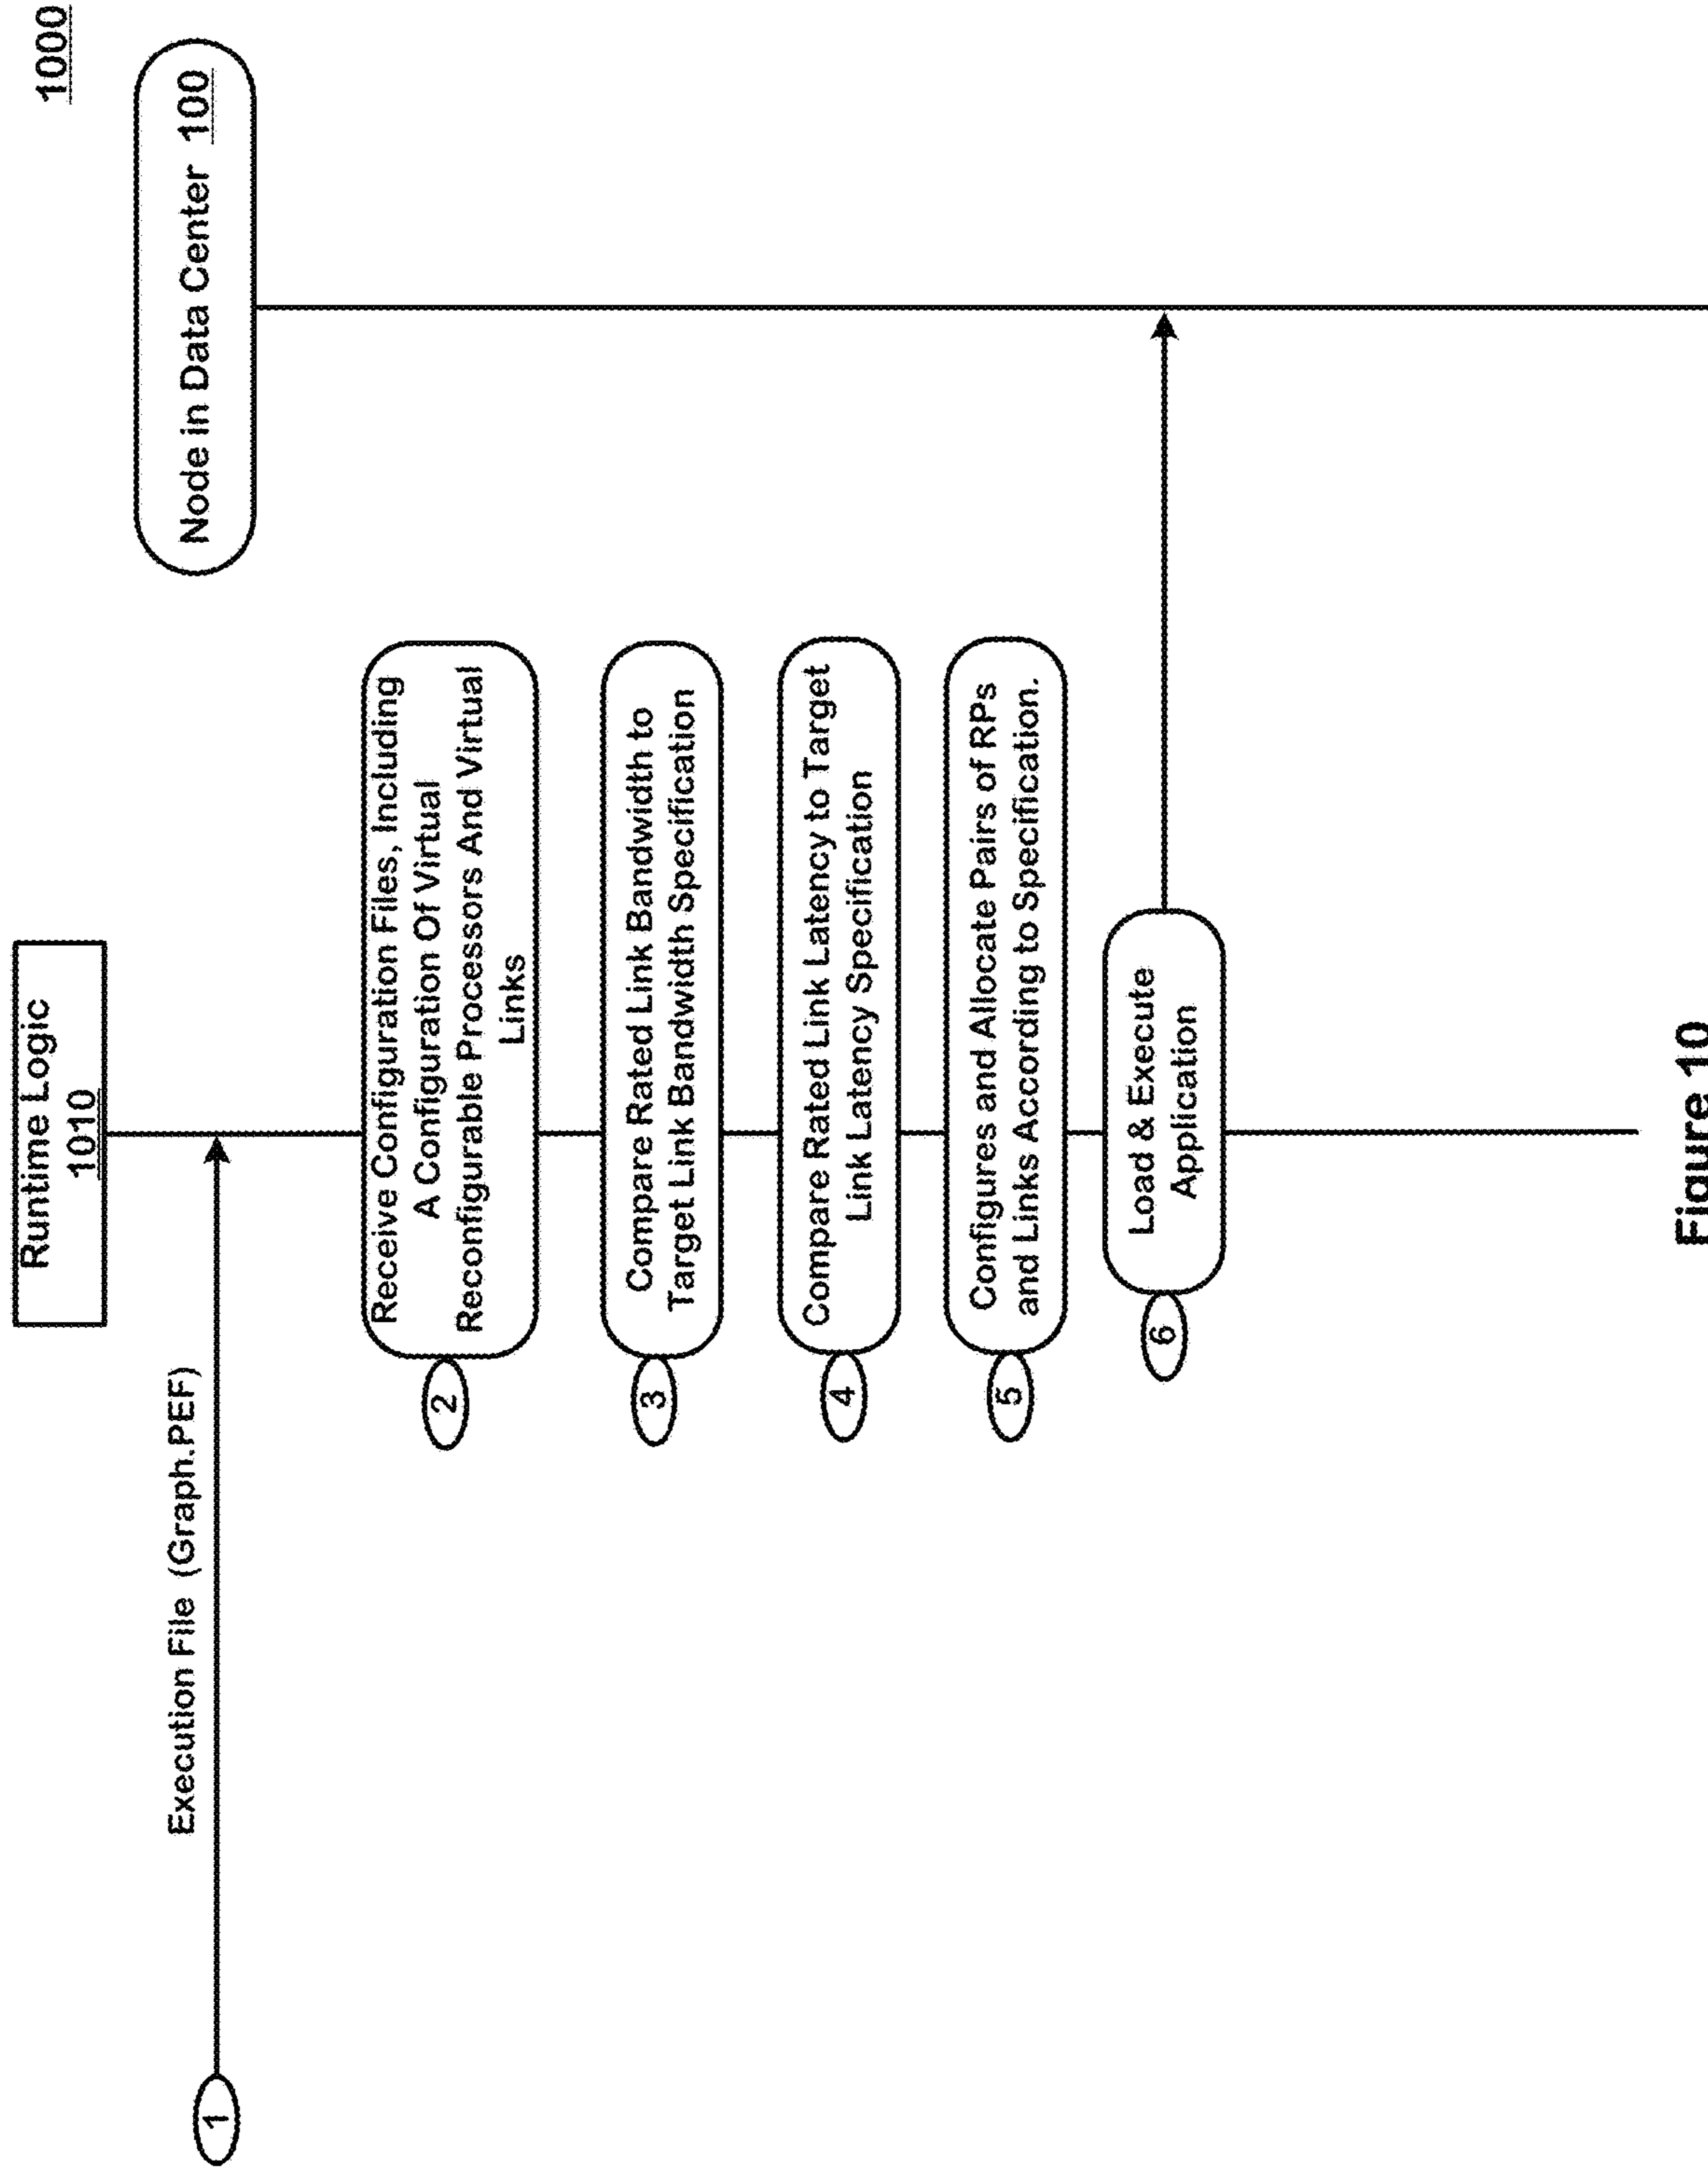 1000
Runtime Logic
1010
Node in Data Center 100
Execution File (Graph.PEF)
1
2
Receive Configuration Files, Including
A Configuration Of Virtual
Reconfigurable Processors And Virtual
Links
3
Compare Rated Link Bandwidth to
Target Link Bandwidth Specification
4
Compare Rated Link Latency to Target
Link Latency Specification
5
Configures and Allocate Pairs of RPs
and Links According to Specification.
6
Load & Execute
Application
Figure 10